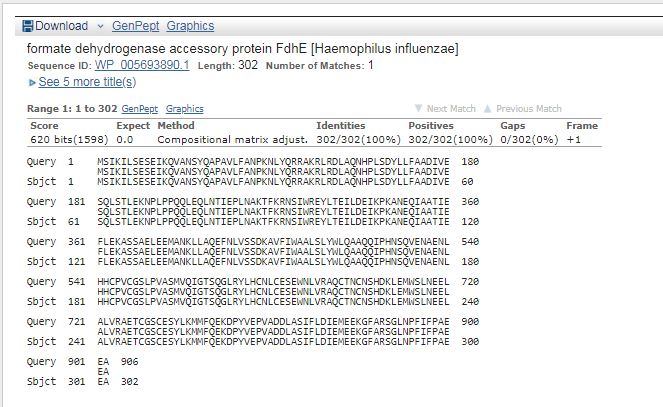 Download GenPept Graphics
formate dehydrogenase accessory protein FdhE [Haemophilus influenzae]
Sequence ID: WP_005693890.1 Length: 302 Number of Matches: 1
See 5 more title(s)
Range 1: 1 to 302 GenPept Graphics Next Match Previous Match
Score Expect Method Identities Positives Gaps Frame
620 bits(1598) 0.0 Compositional matrix adjust. 302/302(100%) 302/302(100%) 0/302(0%) +1
Query 1 MSIKILSESEIKQVANSYQAPAVLFANPKNLYQRRAKRLRDLAQNHPLSDYLLFAADIVE 180
MSIKILSESEIKQVANSYQAPAVLFANPKNLYQRRAKRLRDLAQNHPLSDYLLFAADIVE
Sbjct 1 MSIKILSESEIKQVANSYQAPAVLFANPKNLYQRRAKRLRDLAQNHPLSDYLLFAADIVE 60
Query 181 SQLSTLEKNPLPPQQLEQLNTIEPLNAKTFKRNSIWREYLTEILDEIKPKANEQIAATIE 360
SQLSTLEKNPLPPQQLEQLNTIEPLNAKTFKRNSIWREYLTEILDEIKPKANEQIAATIE
Sbjct 61 SQLSTLEKNPLPPQQLEQLNTIEPLNAKTFKRNSIWREYLTEILDEIKPKANEQIAATIE 120
Query 361 FLEKASSAELEEMANKLLAQEFNLVSSDKAVFIWAALSLYWLQAAQQIPHNSQVENAENL 540
FLEKASSAELEEMANKLLAQEFNLVSSDKAVFIWAALSLYWLQAAQQIPHNSQVENAENL
Sbjct 121 FLEKASSAELEEMANKLLAQEFNLVSSDKAVFIWAALSLYWLQAAQQIPHNSQVENAENL 180
Query 541 HHCPVCGSLPVASMVQIGTSQGLRYLHCNLCESEWNLVRAQCTNCNSHDKLEMWSLNEEL 720
HHCPVCGSLPVASMVQIGTSQGLRYLHCNLCESEWNLVRAQCTNCNSHDKLEMWSLNEEL
Sbjct 181 HHCPVCGSLPVASMVQIGTSQGLRYLHCNLCESEWNLVRAQCTNCNSHDKLEMWSLNEEL 240
Query 721 ALVRAETCGSCESYLKMMFQEKDPYVEPVADDLASIFLDIEMEEKGFARSGLNPFIFPAE 900
ALVRAETCGSCESYLKMMFQEKDPYVEPVADDLASIFLDIEMEEKGFARSGLNPFIFPAE
Sbjct 241 ALVRAETCGSCESYLKMMFQEKDPYVEPVADDLASIFLDIEMEEKGFARSGLNPFIFPAE 300
Query 901 EA 906
EA
Sbjct 301 EA 302